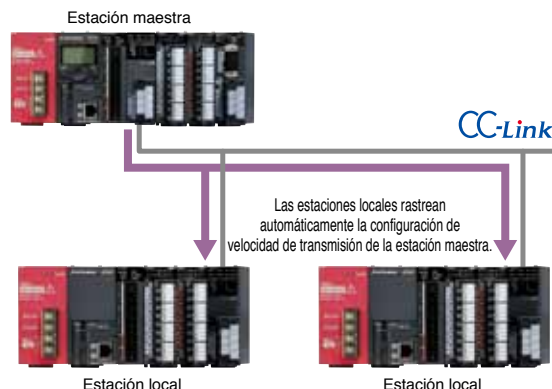 Estación maestra
CC-Link
Las estaciones locales rastrean
automáticamente la configuración de
velocidad de transmisión de la estación maestra.
Estación local
Estación local